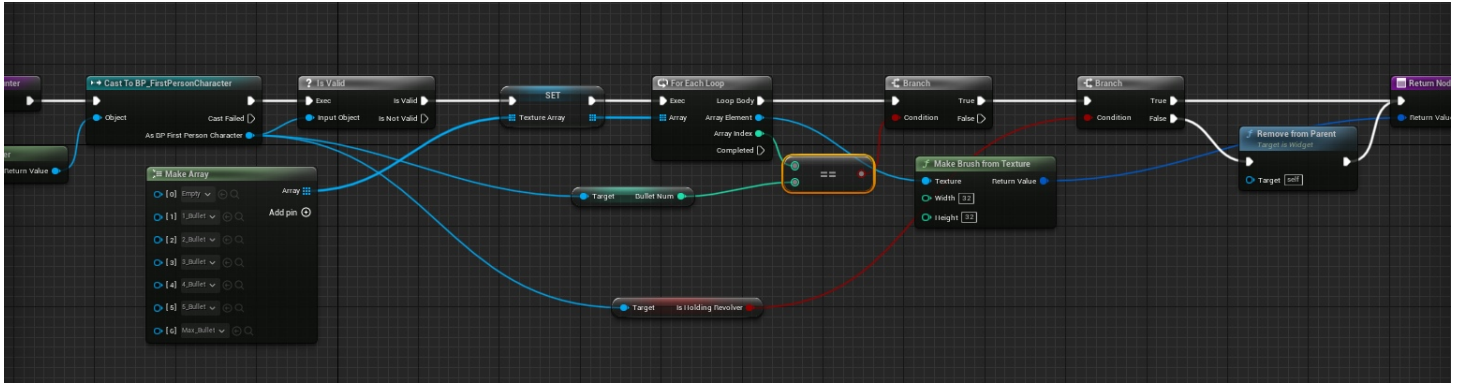 Cast To BP_FirstPersonCharacter
Object
Cast Failed
As BP First Person Character
Return Value
? Is Valid
Exec
Is Valid
Input Object
Is Not Valid
SET
Texture Array
For Each Loop
Exec
Loop Body
Array
Array Element
Array Index
Completed
Branch
True
Condition
False
Branch
True
Condition
False
Return Node
Return Value
Make Array
[0] Empty
Array
[1] 1_Bullet
Add pin
[2] 2_Bullet
[3] 3_Bullet
[4] 4_Bullet
[5] 5_Bullet
[6] Max_Bullet
Target
Bullet Num
==
Make Brush from Texture
Texture
Return Value
Width 32
Height 32
Remove from Parent
Target is Widget
Target self
Target
Is Holding Revolver